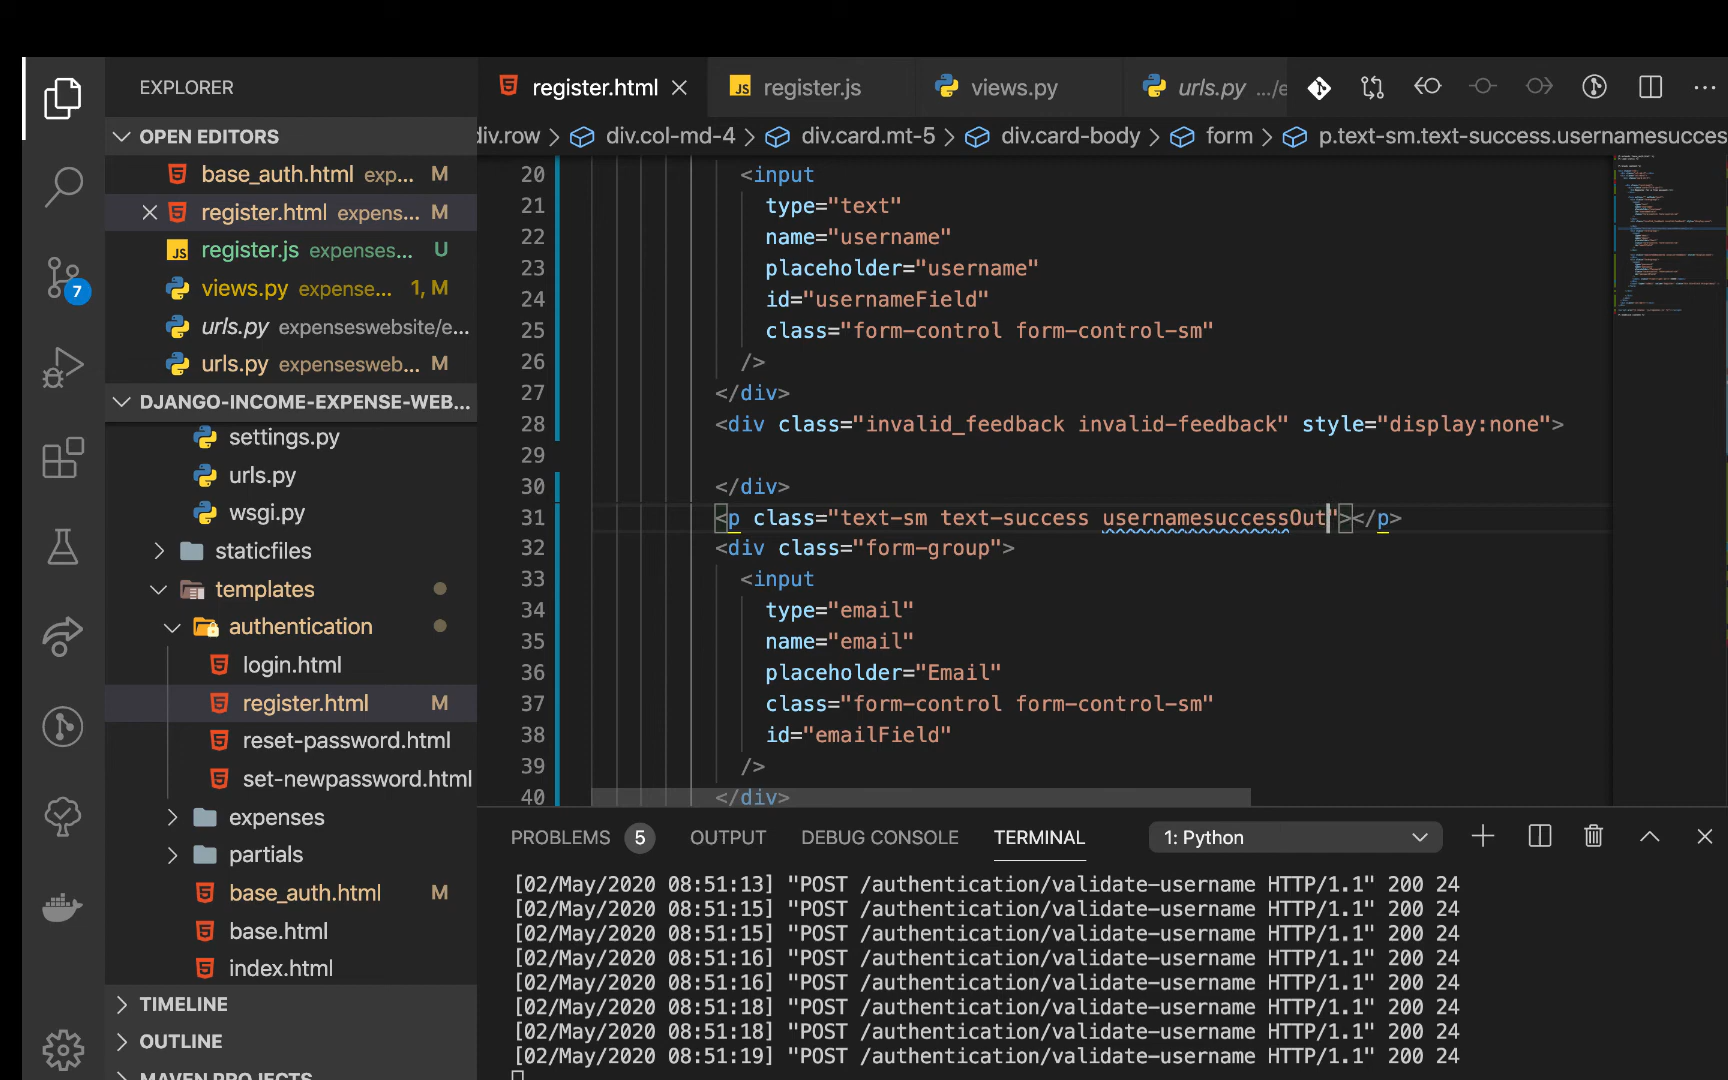 EXPLORER
OPEN EDITORS
base_auth.html exp... M
register.html expens... M
JS register.js expenses... U
views.py expense... 1, M
urls.py expenseswebsite/e...
urls.py expensesweb... M
DJANGO-INCOME-EXPENSE-WEB...
settings.py
urls.py
wsgi.py
staticfiles
templates
authentication
login.html
register.html M
reset-password.html
set-newpassword.html
expenses
partials
base_auth.html M
base.html
index.html
TIMELINE
OUTLINE
MAVEN PROJECTS
7
register.html
JS register.js
views.py
urls.py .../e
div.row > div.col-md-4 > div.card.mt-5 > div.card-body > form > p.text-sm.text-success.usernamesucces
20 <input
21 type="text"
22 name="username"
23 placeholder="username"
24 id="usernameField"
25 class="form-control form-control-sm"
26 />
27 </div>
28 <div class="invalid_feedback invalid-feedback" style="display:none">
29
30 </div>
31 <p class="text-sm text-success usernamesuccessOut"></p>
32 <div class="form-group">
33 <input
34 type="email"
35 name="email"
36 placeholder="Email"
37 class="form-control form-control-sm"
38 id="emailField"
39 />
40 </div>
PROBLEMS 5 OUTPUT DEBUG CONSOLE TERMINAL 1: Python
[02/May/2020 08:51:13] "POST /authentication/validate-username HTTP/1.1" 200 24
[02/May/2020 08:51:15] "POST /authentication/validate-username HTTP/1.1" 200 24
[02/May/2020 08:51:15] "POST /authentication/validate-username HTTP/1.1" 200 24
[02/May/2020 08:51:16] "POST /authentication/validate-username HTTP/1.1" 200 24
[02/May/2020 08:51:16] "POST /authentication/validate-username HTTP/1.1" 200 24
[02/May/2020 08:51:18] "POST /authentication/validate-username HTTP/1.1" 200 24
[02/May/2020 08:51:18] "POST /authentication/validate-username HTTP/1.1" 200 24
[02/May/2020 08:51:19] "POST /authentication/validate-username HTTP/1.1" 200 24